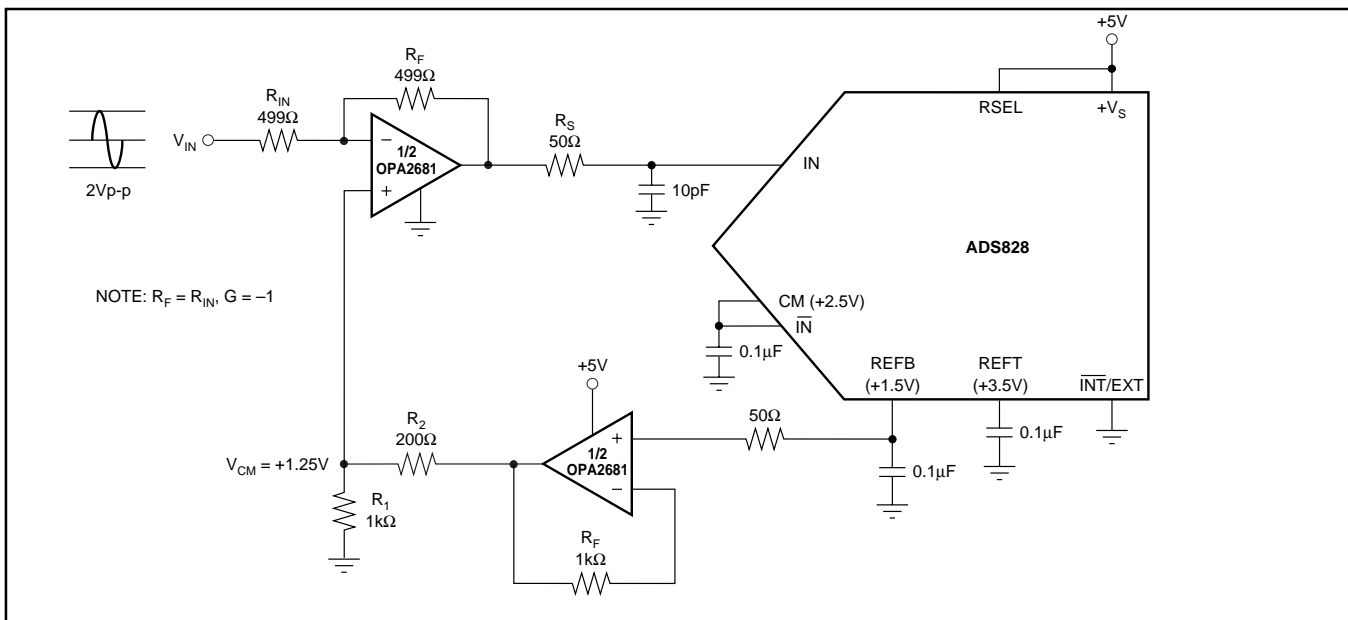 +5V
RSEL
+VS
RF
499Ω
RIN
499Ω
VIN
2Vp-p
–
1/2
OPA2681
+
RS
50Ω
10pF
IN
ADS828
NOTE: RF = RIN, G = –1
CM (+2.5V)
IN
0.1µF
REFB
(+1.5V)
REFT
(+3.5V)
INT/EXT
+5V
50Ω
0.1µF
0.1µF
R2
200Ω
+
1/2
OPA2681
–
VCM = +1.25V
R1
1kΩ
RF
1kΩ